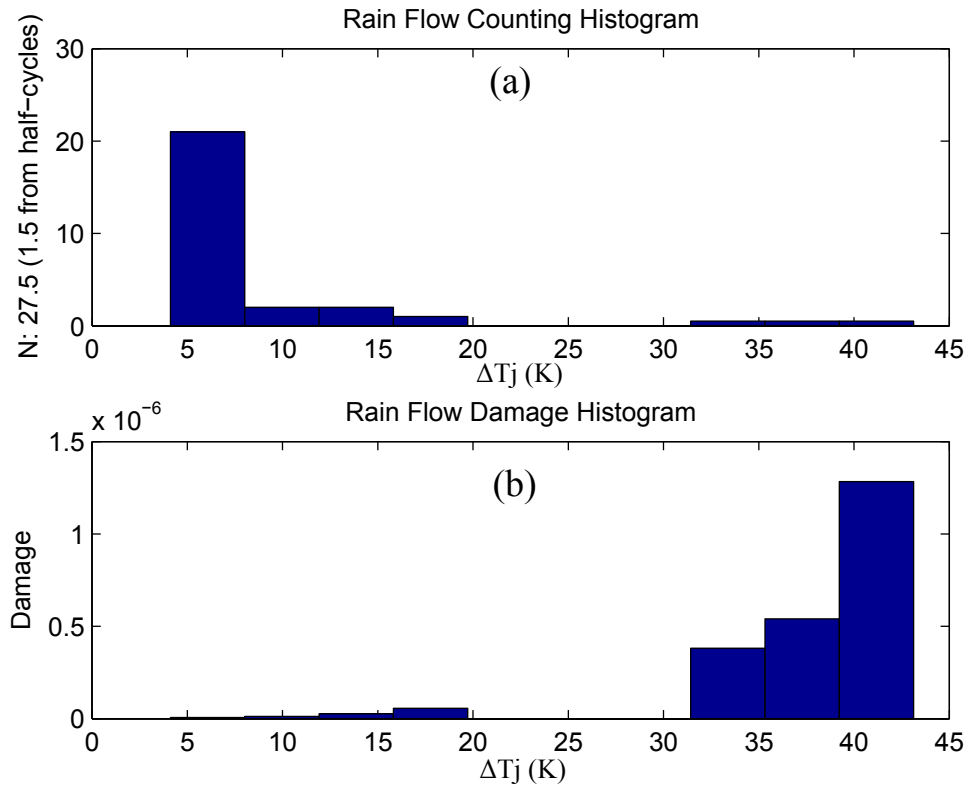 Rain Flow Counting Histogram
(a)
N: 27.5 (1.5 from half−cycles)
30
20
10
0
0 5 10 15 20 25 30 35 40 45
ΔTj (K)
Rain Flow Damage Histogram
x 10−6
(b)
Damage
1.5
1
0.5
0
0 5 10 15 20 25 30 35 40 45
ΔTj (K)